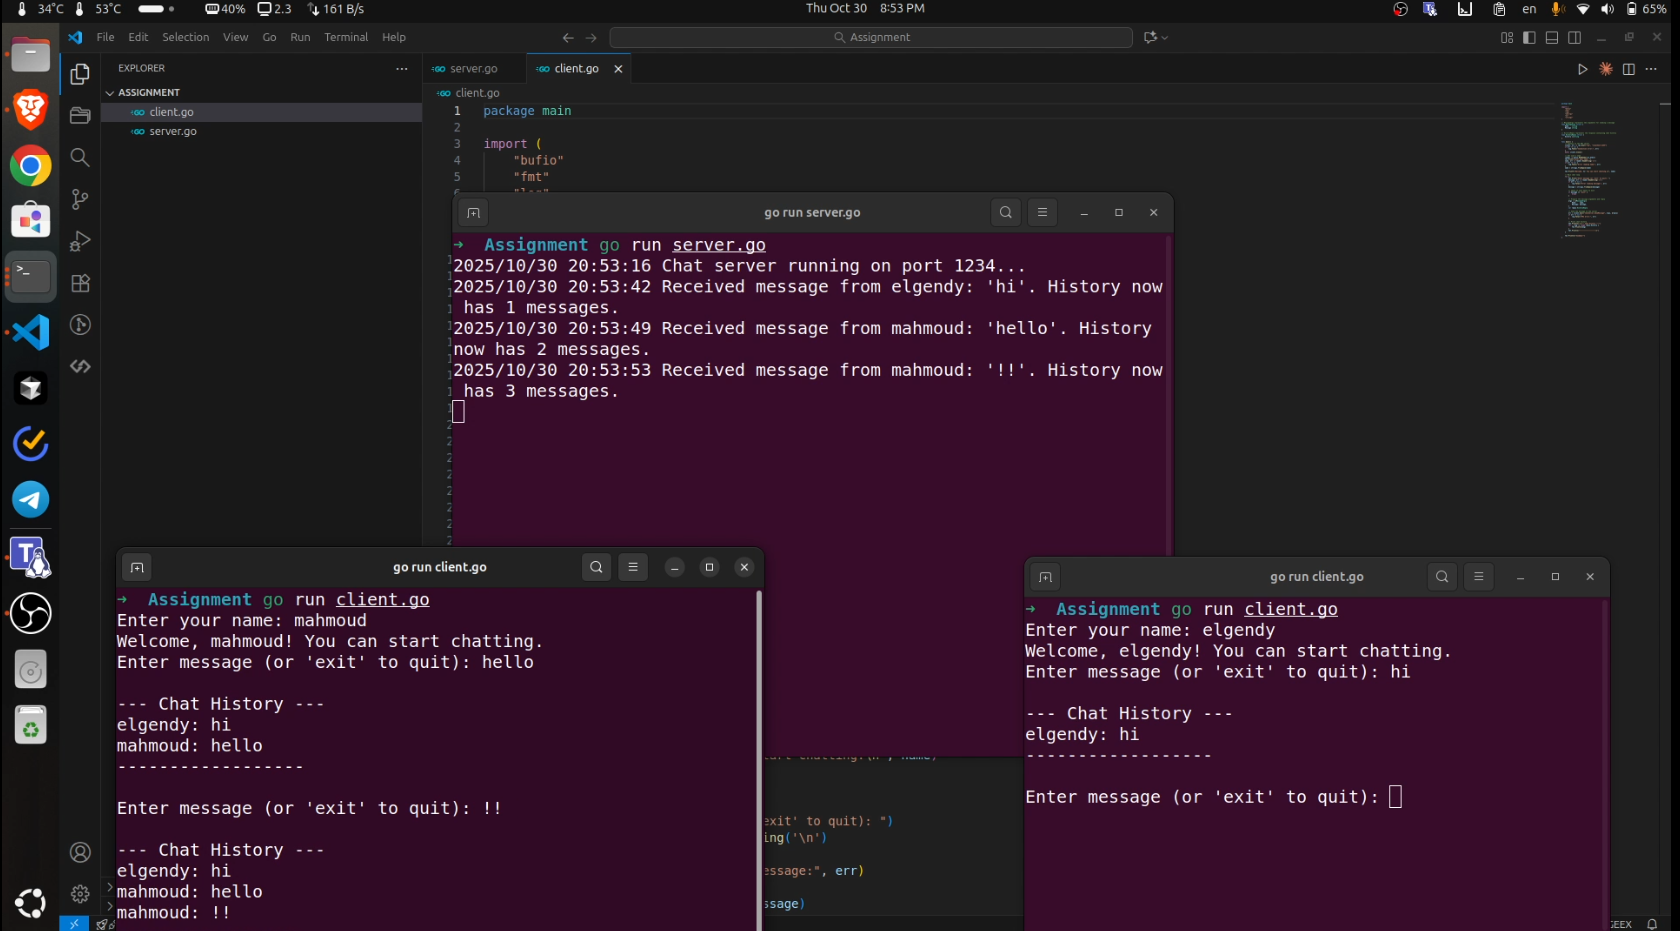 34°C 53°C 40% 2.3 161 B/s Thu Oct 30 8:53 PM en 65%
File Edit Selection View Go Run Terminal Help Assignment
EXPLORER
ASSIGNMENT
client.go
server.go
server.go client.go
client.go
1 package main
2
3 import (
4 "bufio"
5 "fmt"
go run server.go
→ Assignment go run server.go
2025/10/30 20:53:16 Chat server running on port 1234...
2025/10/30 20:53:42 Received message from elgendy: 'hi'. History now
has 1 messages.
2025/10/30 20:53:49 Received message from mahmoud: 'hello'. History
now has 2 messages.
2025/10/30 20:53:53 Received message from mahmoud: '!!'. History now
has 3 messages.
go run client.go
→ Assignment go run client.go
Enter your name: mahmoud
Welcome, mahmoud! You can start chatting.
Enter message (or 'exit' to quit): hello
--- Chat History ---
elgendy: hi
mahmoud: hello
------------------
Enter message (or 'exit' to quit): !!
--- Chat History ---
elgendy: hi
mahmoud: hello
mahmoud: !!
exit' to quit): ")
ing('\n')
essage:", err)
ssage)
go run client.go
→ Assignment go run client.go
Enter your name: elgendy
Welcome, elgendy! You can start chatting.
Enter message (or 'exit' to quit): hi
--- Chat History ---
elgendy: hi
------------------
Enter message (or 'exit' to quit):